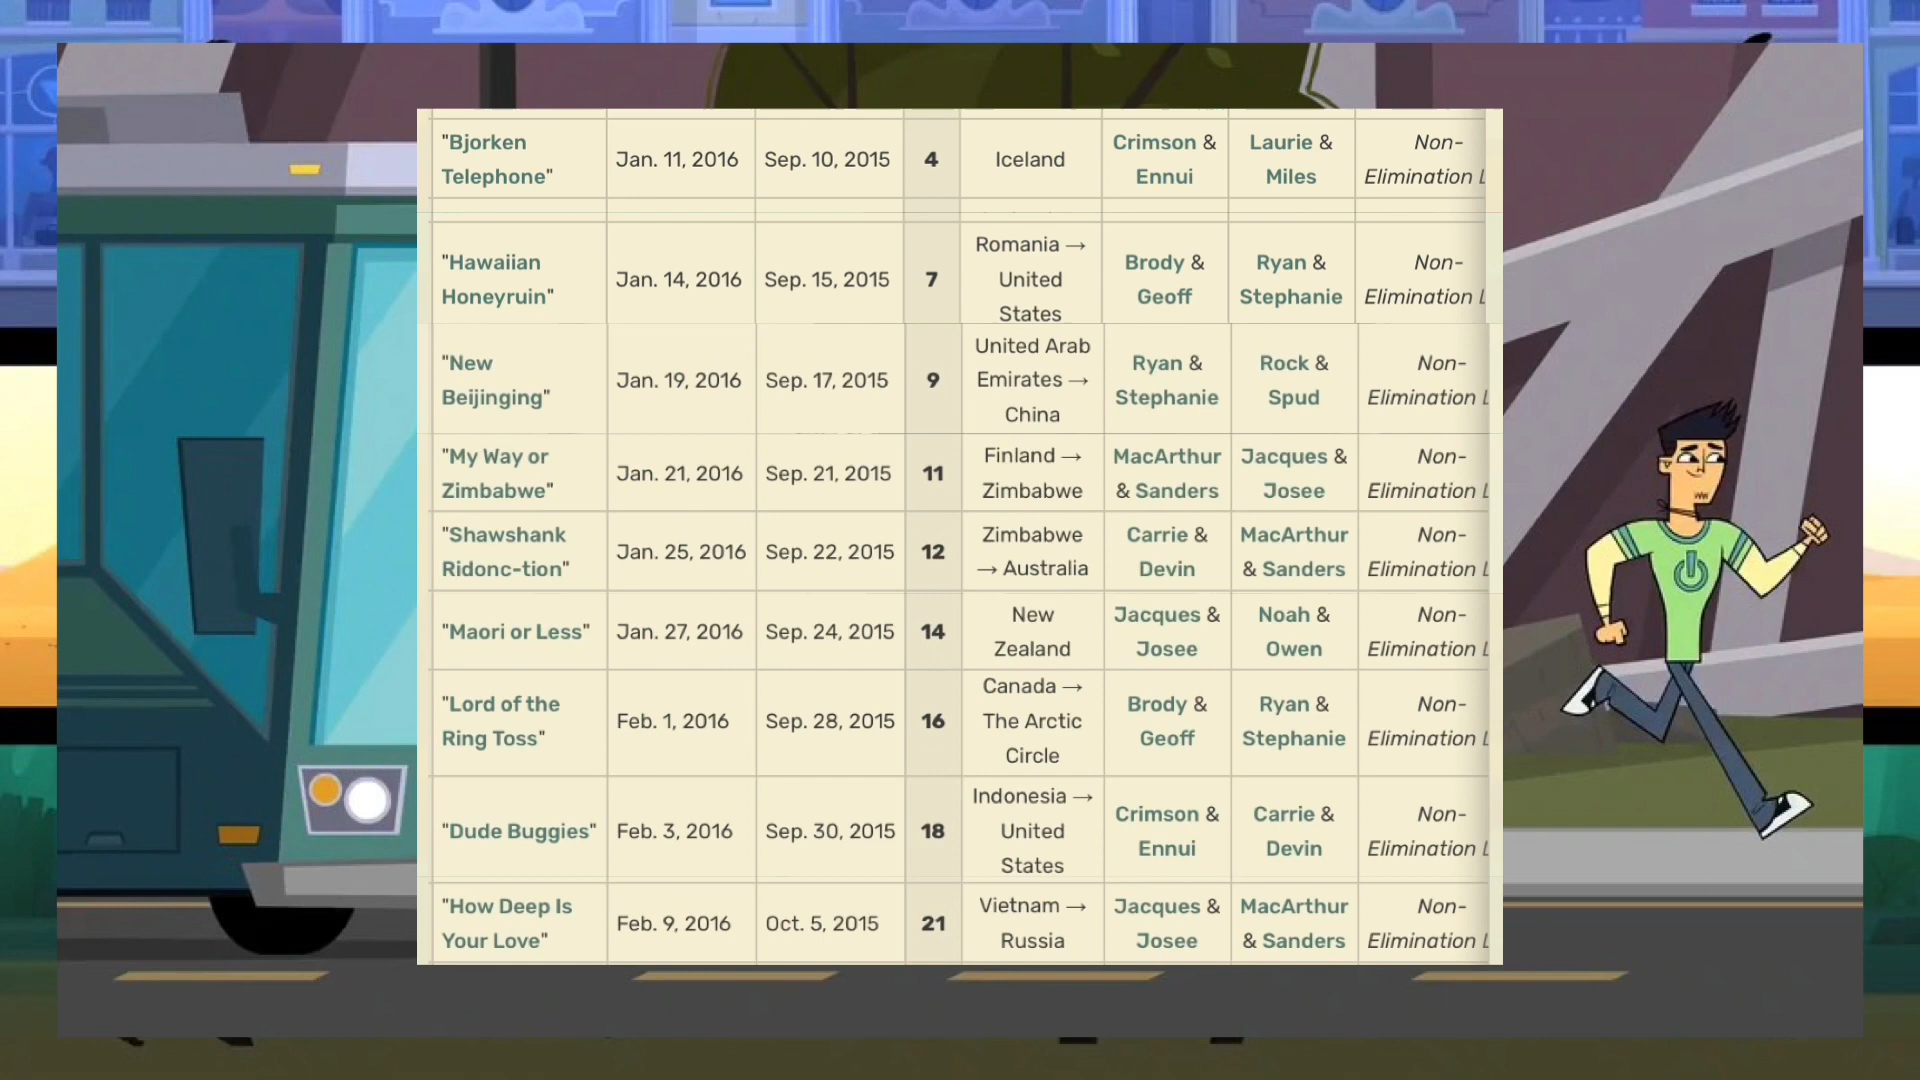 "Bjorken Telephone" Jan. 11, 2016 Sep. 10, 2015 4 Iceland Crimson & Ennui Laurie & Miles Non-Elimination
"Hawaiian Honeyruin" Jan. 14, 2016 Sep. 15, 2015 7 Romania → United States Brody & Geoff Ryan & Stephanie Non-Elimination
"New Beijinging" Jan. 19, 2016 Sep. 17, 2015 9 United Arab Emirates → China Ryan & Stephanie Rock & Spud Non-Elimination
"My Way or Zimbabwe" Jan. 21, 2016 Sep. 21, 2015 11 Finland → Zimbabwe MacArthur & Sanders Jacques & Josee Non-Elimination
"Shawshank Ridonc-tion" Jan. 25, 2016 Sep. 22, 2015 12 Zimbabwe → Australia Carrie & Devin MacArthur & Sanders Non-Elimination
"Maori or Less" Jan. 27, 2016 Sep. 24, 2015 14 New Zealand Jacques & Josee Noah & Owen Non-Elimination
"Lord of the Ring Toss" Feb. 1, 2016 Sep. 28, 2015 16 Canada → The Arctic Circle Brody & Geoff Ryan & Stephanie Non-Elimination
"Dude Buggies" Feb. 3, 2016 Sep. 30, 2015 18 Indonesia → United States Crimson & Ennui Carrie & Devin Non-Elimination
"How Deep Is Your Love" Feb. 9, 2016 Oct. 5, 2015 21 Vietnam → Russia Jacques & Josee MacArthur & Sanders Non-Elimination